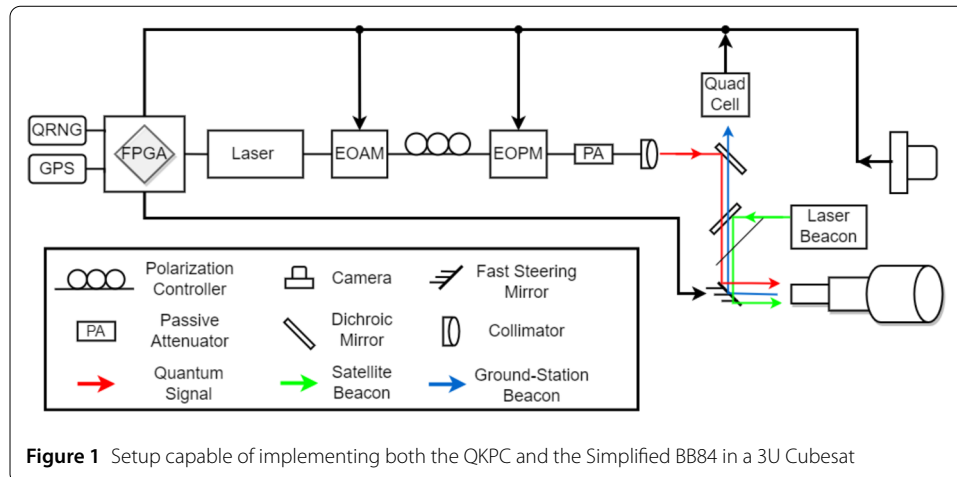 Quad
Cell
QRNG
GPS
FPGA
Laser
EOAM
EOPM
PA
Laser
Beacon
Polarization
Controller
Camera
Fast Steering
Mirror
PA
Passive
Attenuator
Dichroic
Mirror
Collimator
Quantum
Signal
Satellite
Beacon
Ground-Station
Beacon
Figure 1 Setup capable of implementing both the QKPC and the Simplified BB84 in a 3U Cubesat